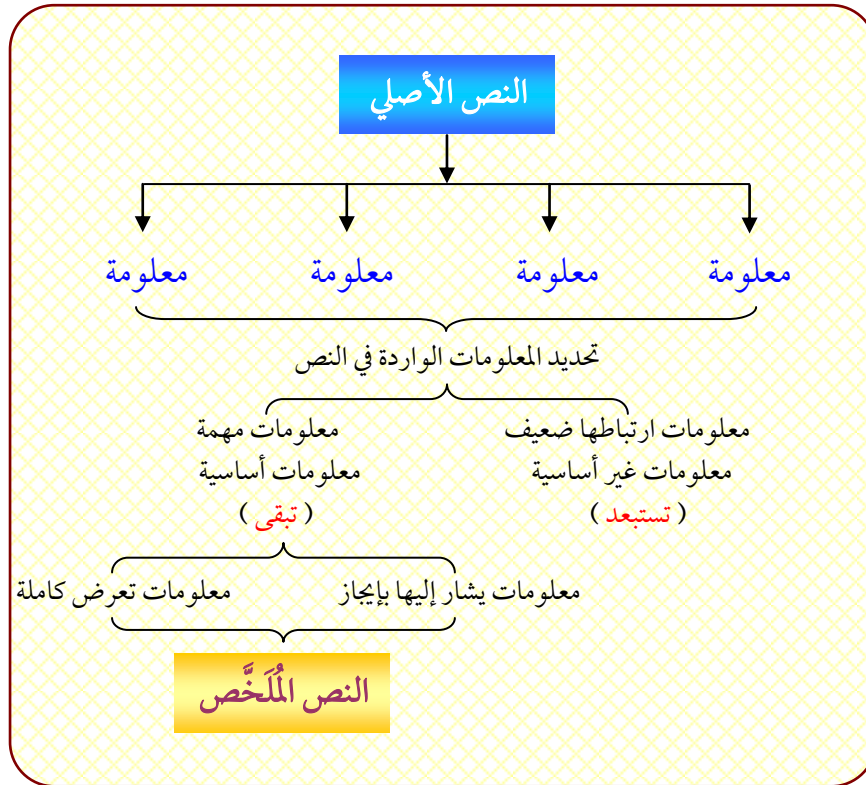 النص الأصلي
معلومة معلومة معلومة معلومة
تحديد المعلومات الواردة في النص
معلومات ارتباطها ضعيف معلومات مهمة
معلومات غير أساسية معلومات أساسية
( تستبعد ) ( تبقى )
معلومات يشار إليها بإيجاز معلومات تعرض كاملة
النص المُلَخَّص